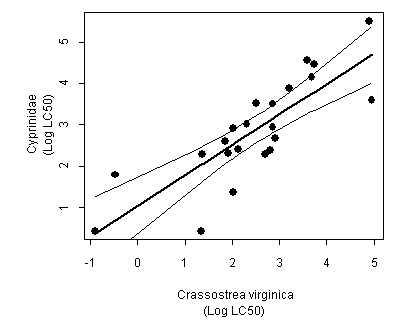 Cyprinidae
(Log LC50)
5
4
3
2
1
-1 0 1 2 3 4 5
Crassostrea virginica
(Log LC50)